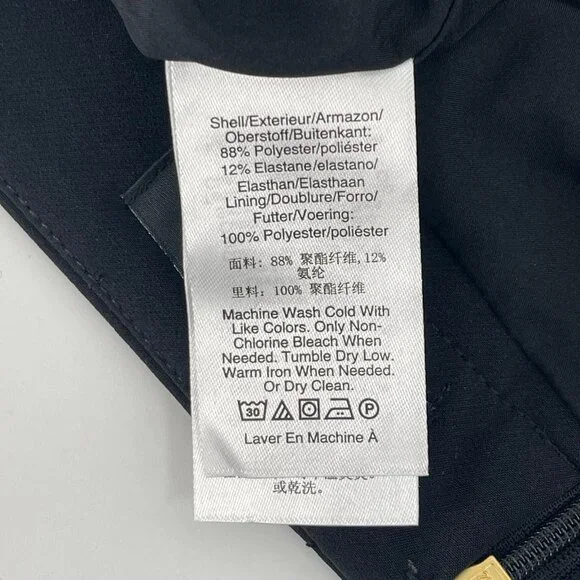 Shell/Exterieur/Armazon/
Oberstoff/Buitenkant:
88% Polyester/poliéster
12% Elastane/elastano/
Elasthan/Elasthaan
Lining/Doublure/Forro/
Futter/Voering:
100% Polyester/poliéster
面料: 88% 聚酯纤维,12%
氨纶
里料: 100% 聚酯纤维
Machine Wash Cold With
Like Colors. Only Non-
Chlorine Bleach When
Needed. Tumble Dry Low.
Warm Iron When Needed.
Or Dry Clean.
30 P
Laver En Machine À
或乾洗。